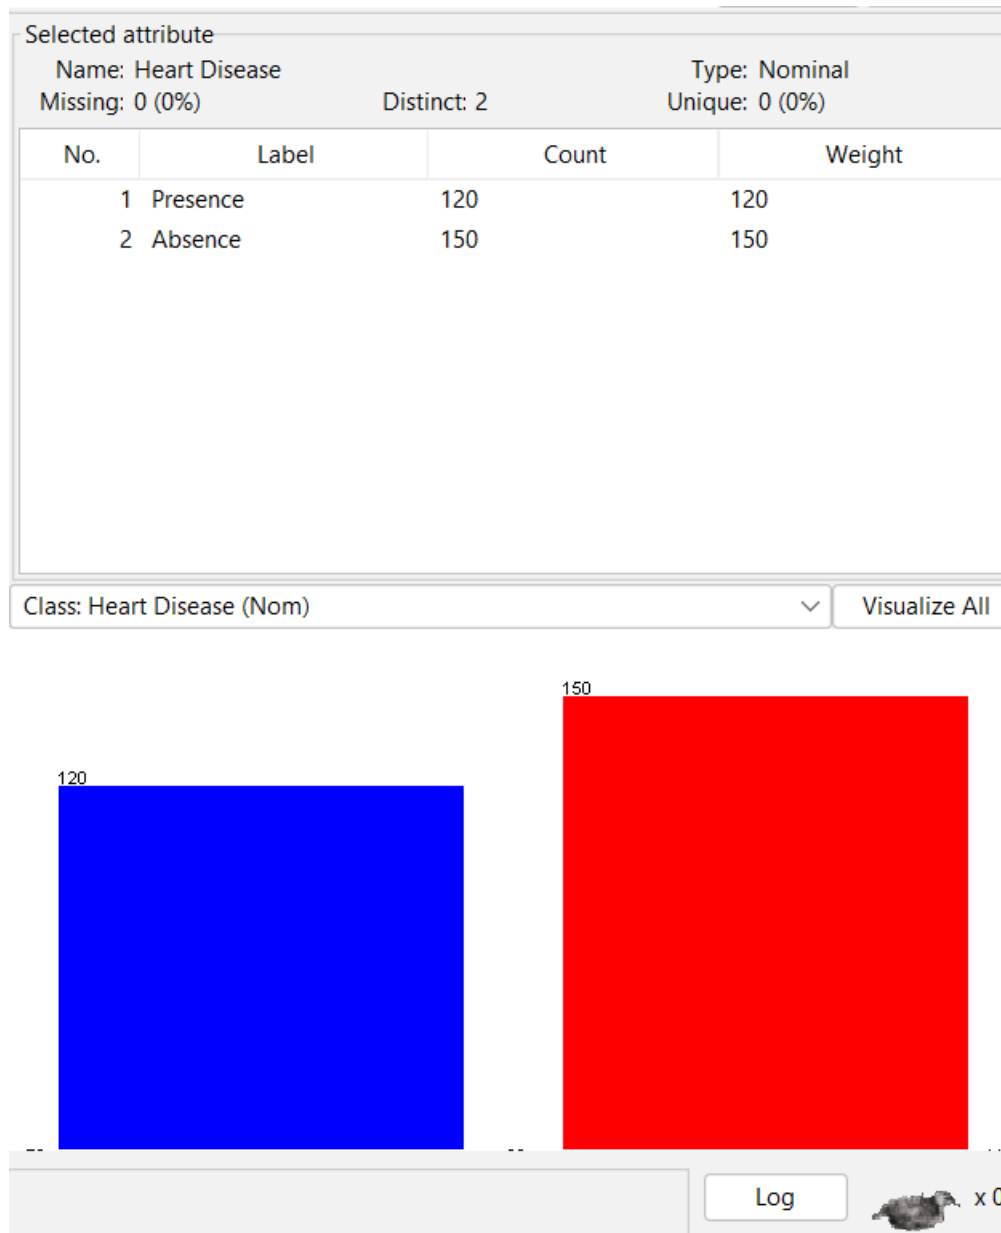 Selected attribute
Name: Heart Disease Type: Nominal
Missing: 0 (0%) Distinct: 2 Unique: 0 (0%)
No. Label Count Weight
1 Presence 120 120
2 Absence 150 150
Class: Heart Disease (Nom) Visualize All
150
120
Log x 0